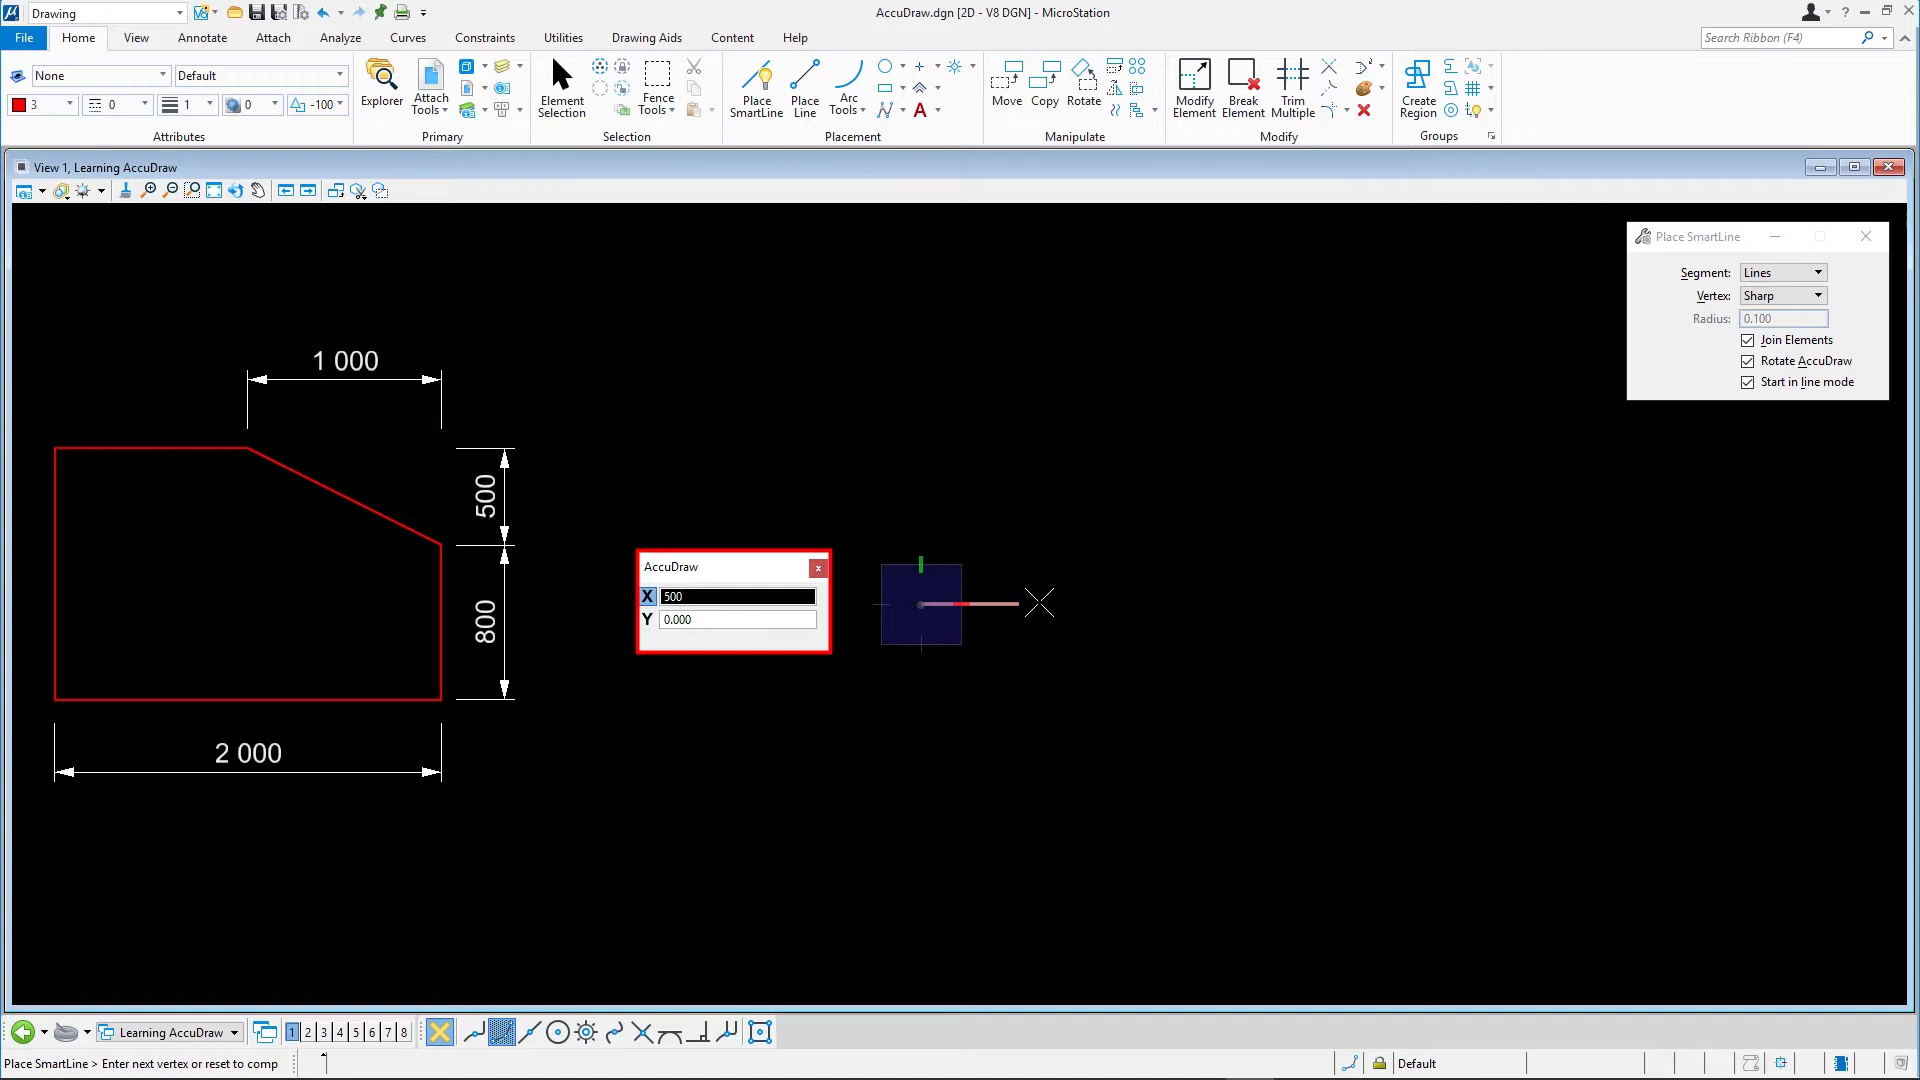 Drawing
AccuDraw.dgn [2D - V8 DGN] - MicroStation
File Home View Annotate Attach Analyze Curves Constraints Utilities Drawing Aids Content Help
Search Ribbon (F4)
None Default
3 0 1 0 -100
Attributes
Explorer
Attach Tools
Primary
Element Selection
Fence Tools
Selection
Place SmartLine
Place Line
Arc Tools
Placement
Move Copy Rotate
Manipulate
Modify Element
Break Element
Trim Multiple
Modify
Create Region
Groups
View 1, Learning AccuDraw
Place SmartLine
Segment: Lines
Vertex: Sharp
Radius: 0.100
Join Elements
Rotate AccuDraw
Start in line mode
1 000
500
800
2 000
AccuDraw
X 500
Y 0.000
Learning AccuDraw
1 2 3 4 5 6 7 8
Place SmartLine > Enter next vertex or reset to comp
Default